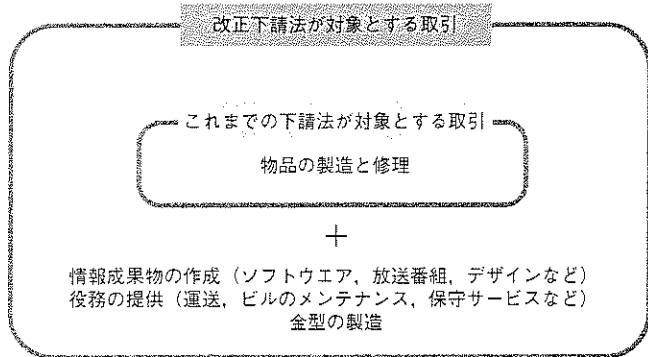 改正下請法が対象とする取引
これまでの下請法が対象とする取引
物品の製造と修理
+
情報成果物の作成（ソフトウエア，放送番組，デザインなど）
役務の提供（運送，ビルのメンテナンス，保守サービスなど）
金型の製造